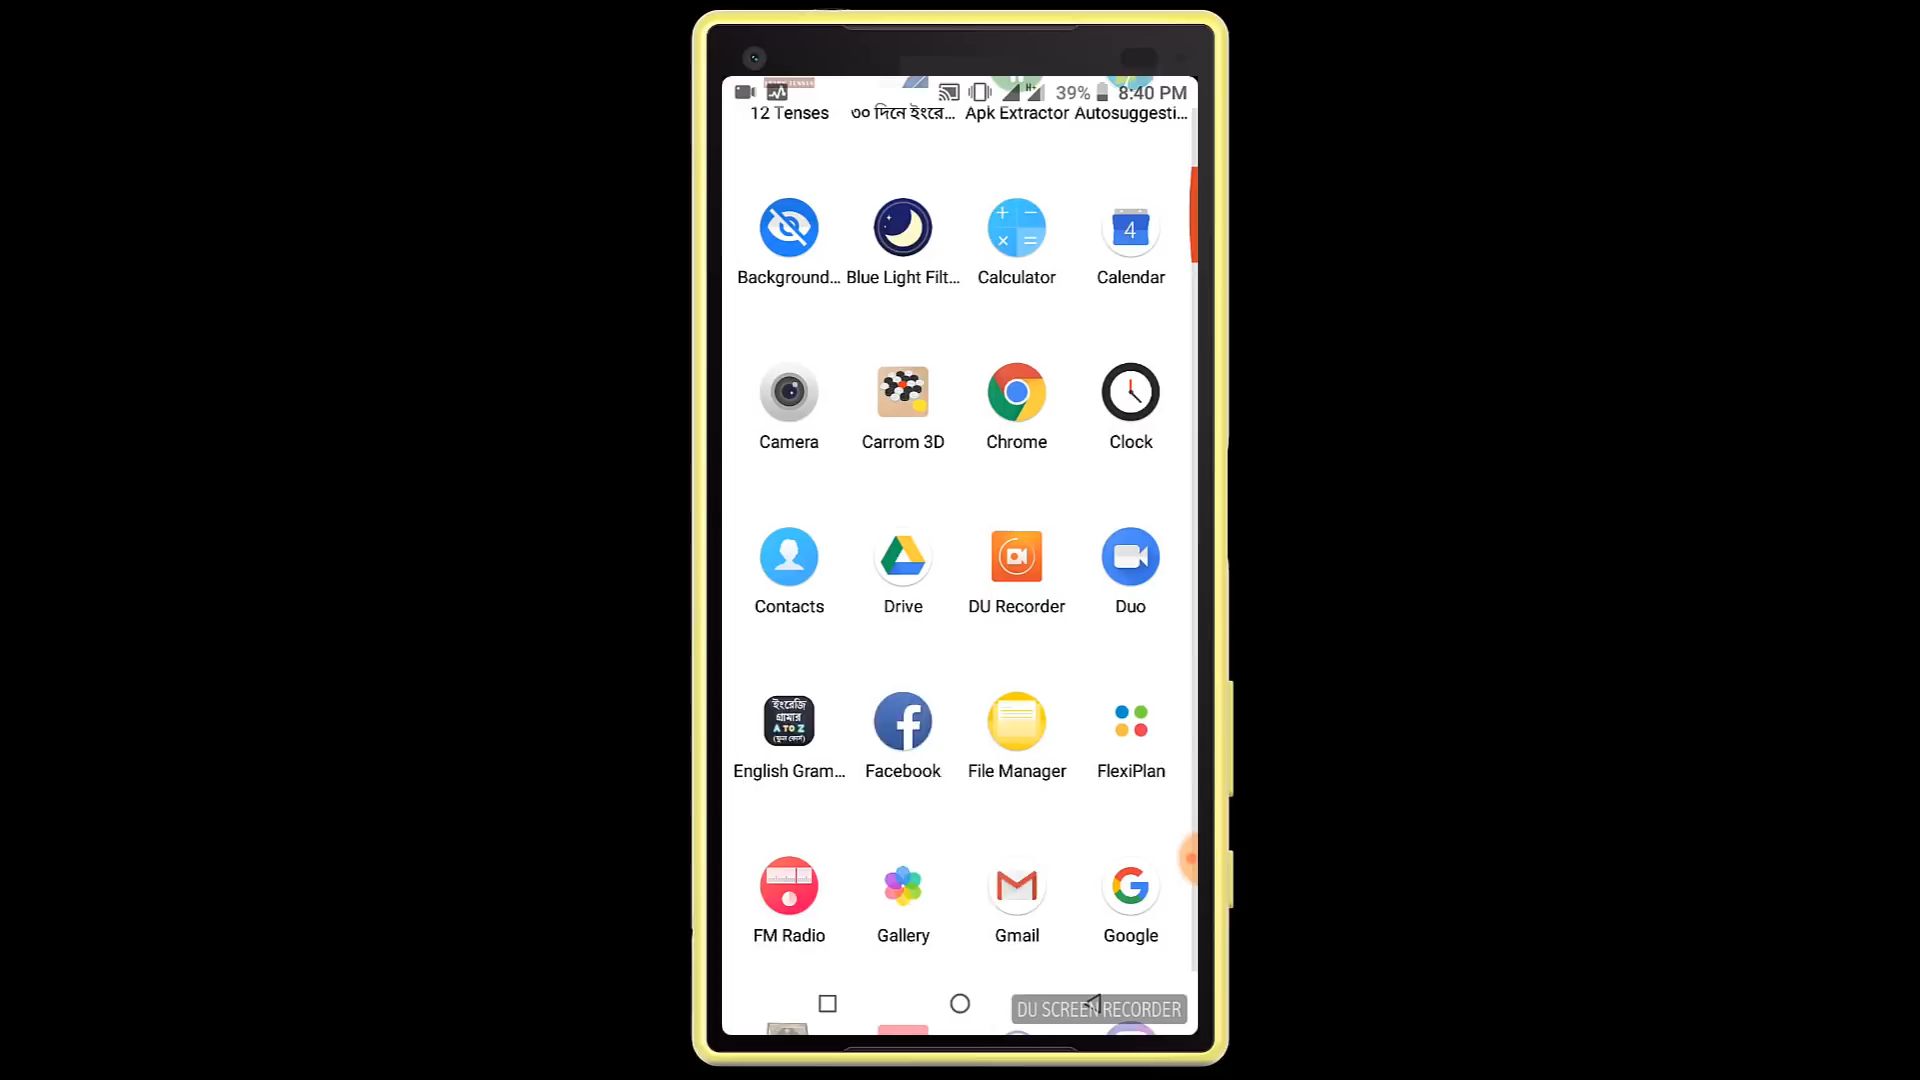 39% 8:40 PM
12 Tenses ৩০ দিনে ইংরে... Apk Extractor Autosuggesti...
Background... Blue Light Filt... Calculator Calendar
4
Camera Carrom 3D Chrome Clock
Contacts Drive DU Recorder Duo
ইংরেজি
গ্রামার
A TO Z
(ফুল কোর্স)
English Gram... Facebook File Manager FlexiPlan
FM Radio Gallery Gmail Google
DU SCREEN RECORDER